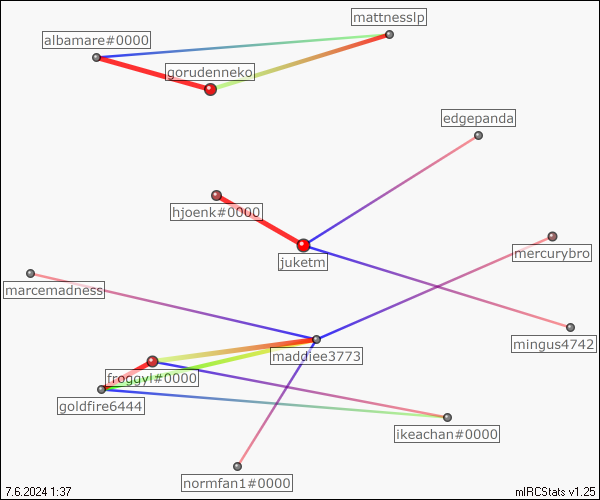 mattnesslp
albamare#0000
gorudenneko
edgepanda
hjoenk#0000
mercurybro
juketm
marcemadness
mingus4742
maddiee3773
froggyl#0000
goldfire6444
ikeachan#0000
normfan1#0000
7.6.2024 1:37
mIRCStats v1.25